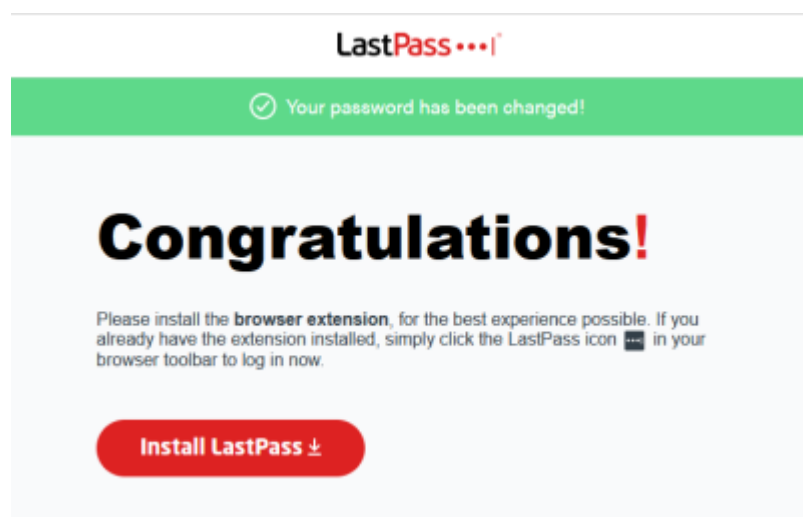 LastPass
Your password has been changed!
Congratulations!
Please install the browser extension, for the best experience possible. If you
already have the extension installed, simply click the LastPass icon in your
browser toolbar to log in now.
Install LastPass